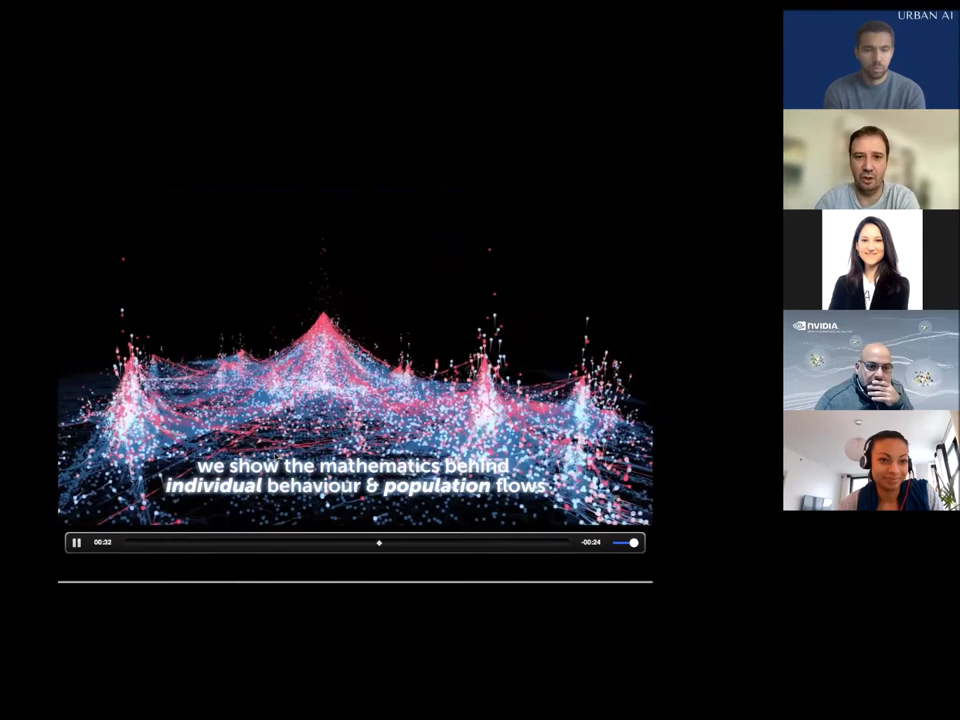 URBAN AI
we show the mathematics behind
individual behaviour & population flows
00:32
-00:24
NVIDIA